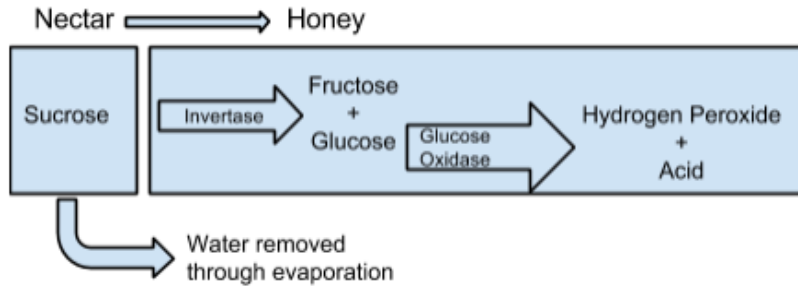 Nectar Honey
Sucrose
Invertase
Fructose
+
Glucose
Glucose
Oxidase
Hydrogen Peroxide
+
Acid
Water removed
through evaporation